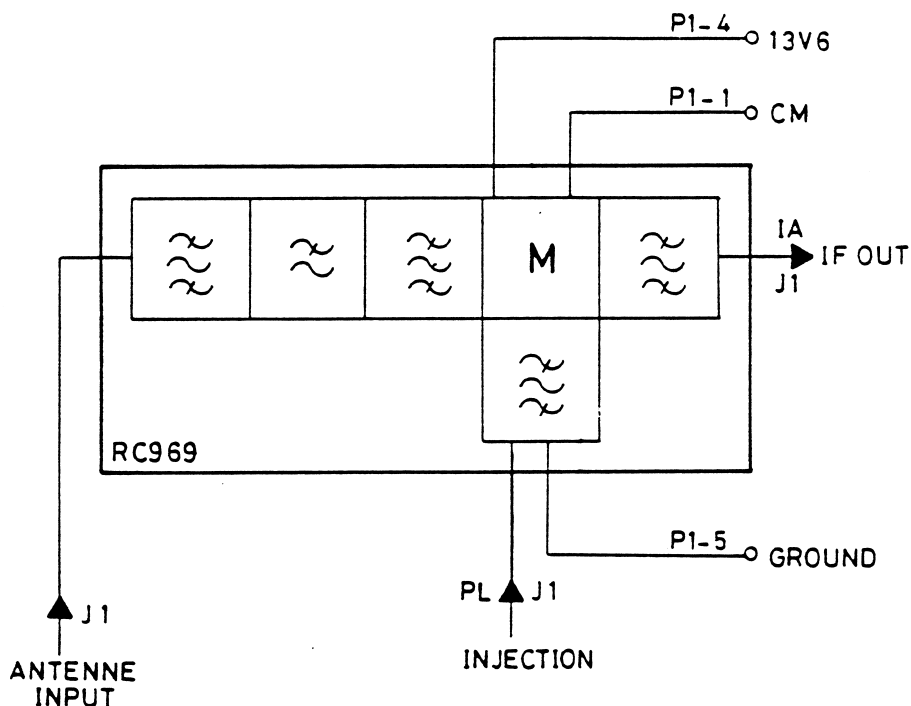 P1-4
13V6
P1-1
CM
M
IA
IF OUT
J1
RC969
P1-5
GROUND
PL
J1
J1
INJECTION
ANTENNE
INPUT